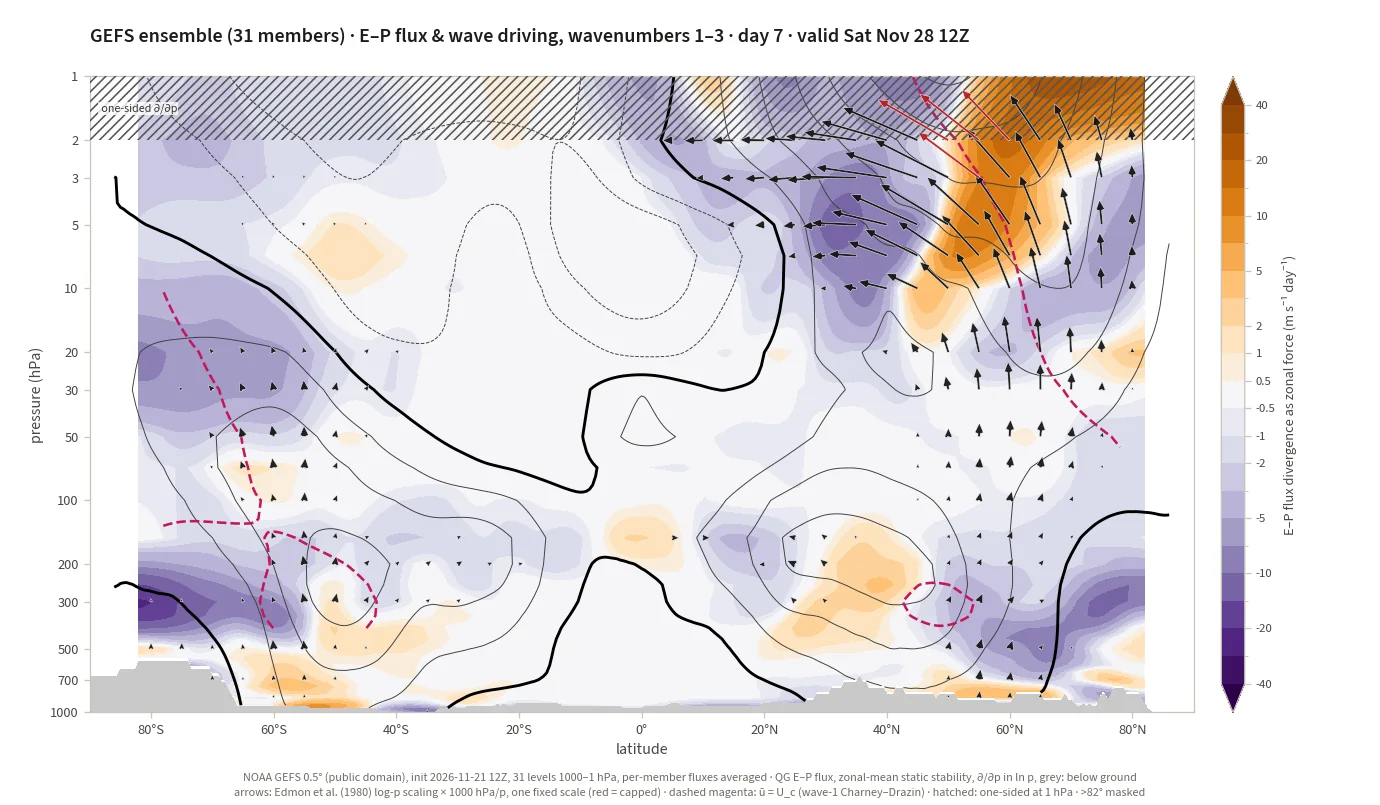 GEFS ensemble (31 members) · E–P flux & wave driving, wavenumbers 1–3 · day 7 · valid Sat Nov 28 12Z
one-sided ∂/∂p
pressure (hPa)
1
2
3
5
10
20
30
50
100
200
300
500
700
1000
80°S
60°S
40°S
20°S
0°
20°N
40°N
60°N
80°N
latitude
40
20
10
5
2
1
0.5
-0.5
-1
-2
-5
-10
-20
-40
E–P flux divergence as zonal force (m s⁻¹ day⁻¹)
NOAA GEFS 0.5° (public domain), init 2026-11-21 12Z, 31 levels 1000–1 hPa, per-member fluxes averaged · QG E–P flux, zonal-mean static stability, ∂/∂p in ln p, grey: below ground
arrows: Edmon et al. (1980) log-p scaling × 1000 hPa/p, one fixed scale (red = capped) · dashed magenta: ū = U_c (wave-1 Charney–Drazin) · hatched: one-sided at 1 hPa · >82° masked